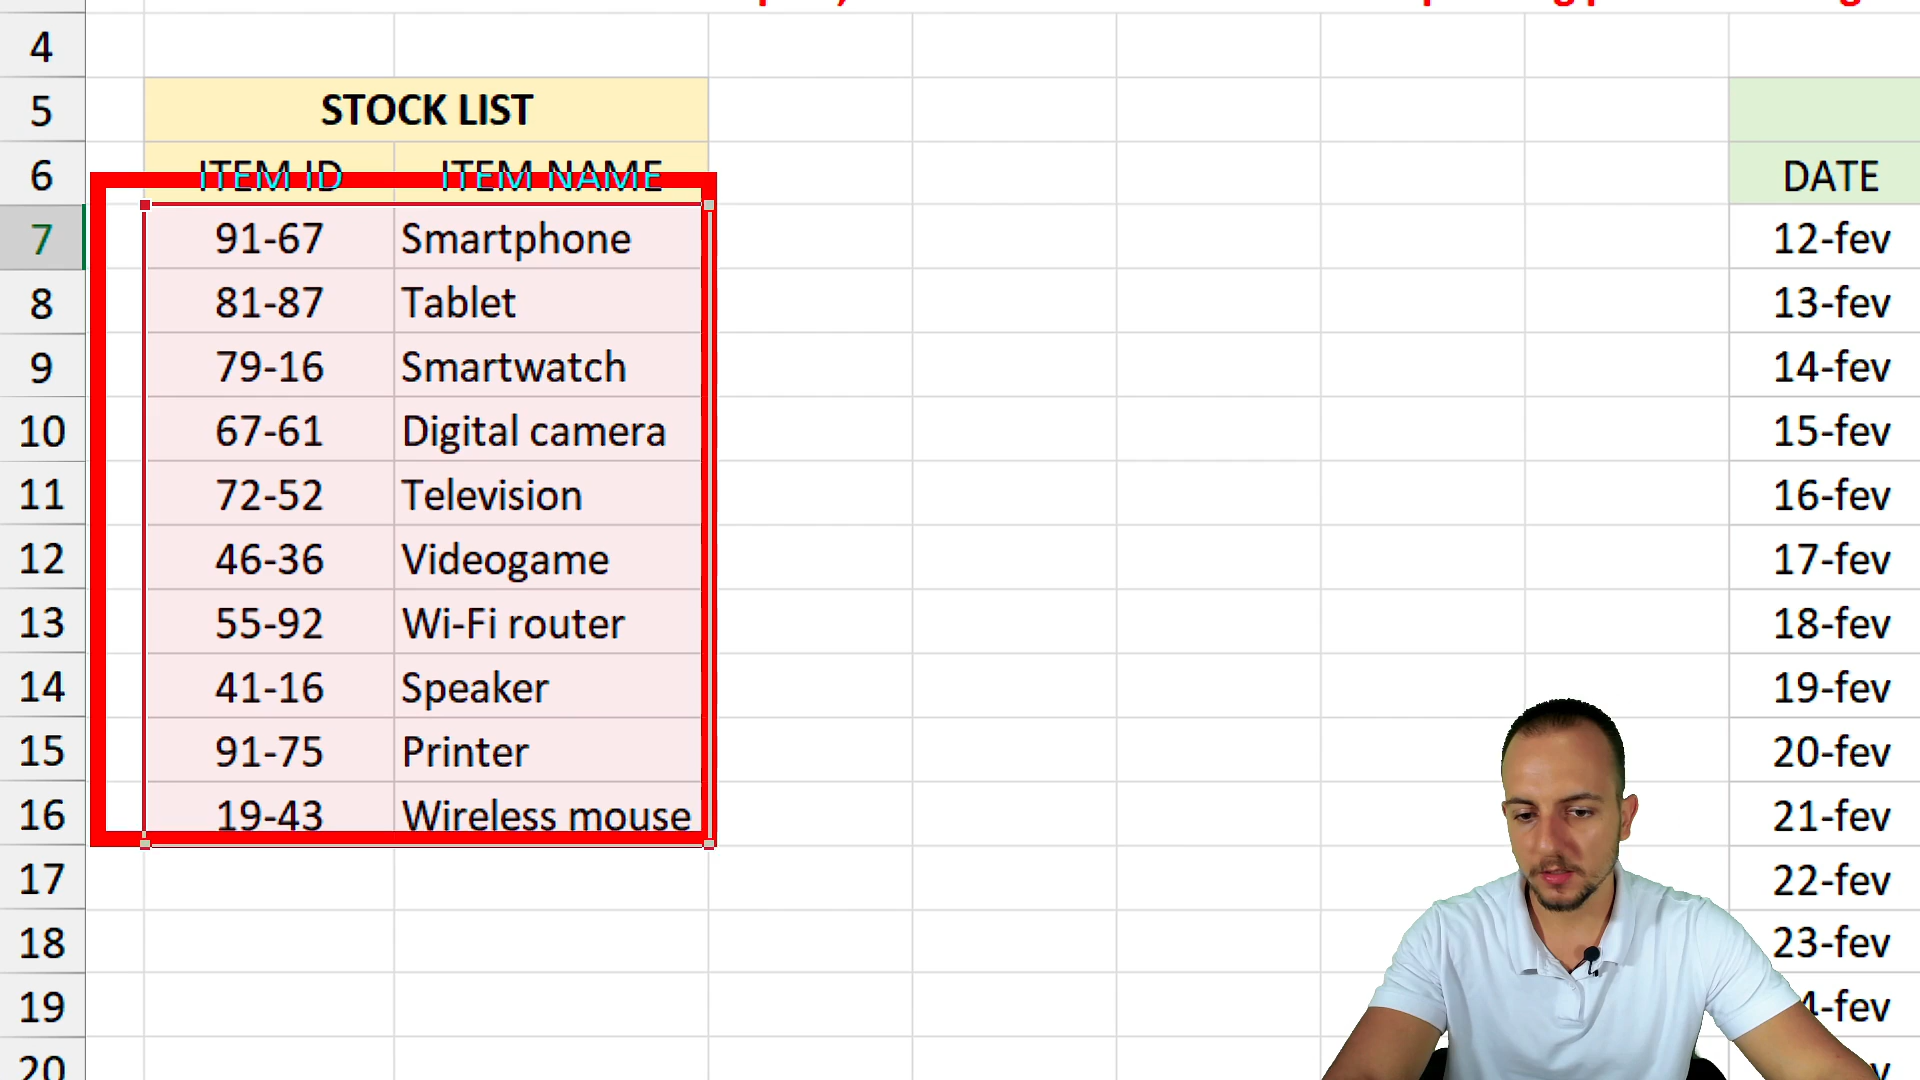 4
5 STOCK LIST
6 ITEM ID ITEM NAME DATE
7 91-67 Smartphone 12-fev
8 81-87 Tablet 13-fev
9 79-16 Smartwatch 14-fev
10 67-61 Digital camera 15-fev
11 72-52 Television 16-fev
12 46-36 Videogame 17-fev
13 55-92 Wi-Fi router 18-fev
14 41-16 Speaker 19-fev
15 91-75 Printer 20-fev
16 19-43 Wireless mouse 21-fev
17 22-fev
18 23-fev
19 4-fev
20